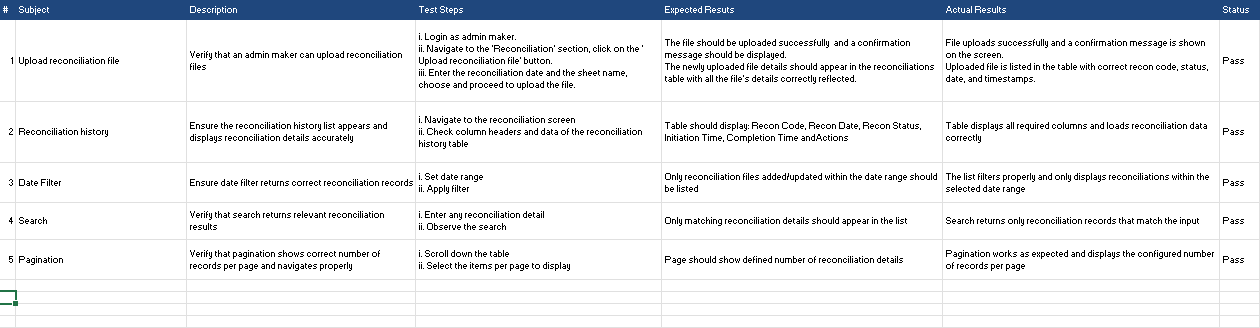 # Subject Description Test Steps Expected Resuts Actual Results Status
1 Upload reconciliation file
Verify that an admin maker can upload reconciliation
files
i. Login as admin maker.
ii. Navigate to the 'Reconciliation' section, click on the '
Upload reconciliation file' button.
iii. Enter the reconciliation date and the sheet name,
choose and proceed to upload the file.
The file should be uploaded successfully and a confirmation
message should be displayed.
The newly uploaded file details should appear in the reconciliations
table with all the file's details correctly reflected.
File uploads successfully and a confirmation message is shown
on the screen.
Uploaded file is listed in the table with correct recon code, status,
date, and timestamps.
Pass
2 Reconciliation history
Ensure the reconciliation history list appears and
displays reconciliation details accurately
i. Navigate to the reconciliation screen
ii. Check column headers and data of the reconciliation
history table
Table should display: Recon Code, Recon Date, Recon Status,
Initiation Time, Completion Time andActions
Table displays all required columns and loads reconciliation data
correctly
Pass
3 Date Filter
Ensure date filter returns correct reconciliation records
i. Set date range
ii. Apply filter
Only reconciliation files added/updated within the date range should
be listed
The list filters properly and only displays reconciliations within the
selected date range
Pass
4 Search
Verify that search returns relevant reconciliation
results
i. Enter any reconciliation detail
ii. Observe the search
Only matching reconciliation details should appear in the list
Search returns only reconciliation records that match the input
Pass
5 Pagination
Verify that pagination shows correct number of
records per page and navigates properly
i. Scroll down the table
ii. Select the items per page to display
Page should show defined number of reconciliation details
Pagination works as expected and displays the configured number
of records per page
Pass